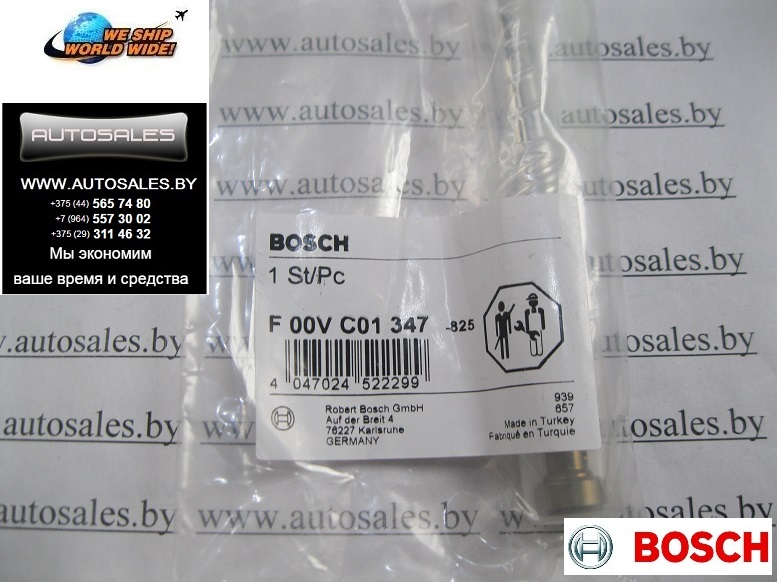 WE SHIP
WORLD WIDE!
AUTOSALES
WWW.AUTOSALES.BY
+375 (44) 565 74 80
+7 (964) 557 30 02
+375 (29) 311 46 32
Мы экономим
ваше время и средства
www.autosales.by
www.autosales.by
BOSCH
1 St/Pc
F 00V C01 347 -825
4 047024 522299
Robert Bosch GmbH
Auf der Breit 4
76227 Karlsruhe
GERMANY
939
657
Made in Turkey
Fabriqué en Turquie
.autosales.by
autosales.by
www.autosales.by
BOSCH